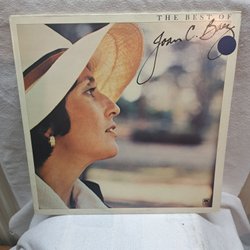 THE BEST OF
Joan C. Baez